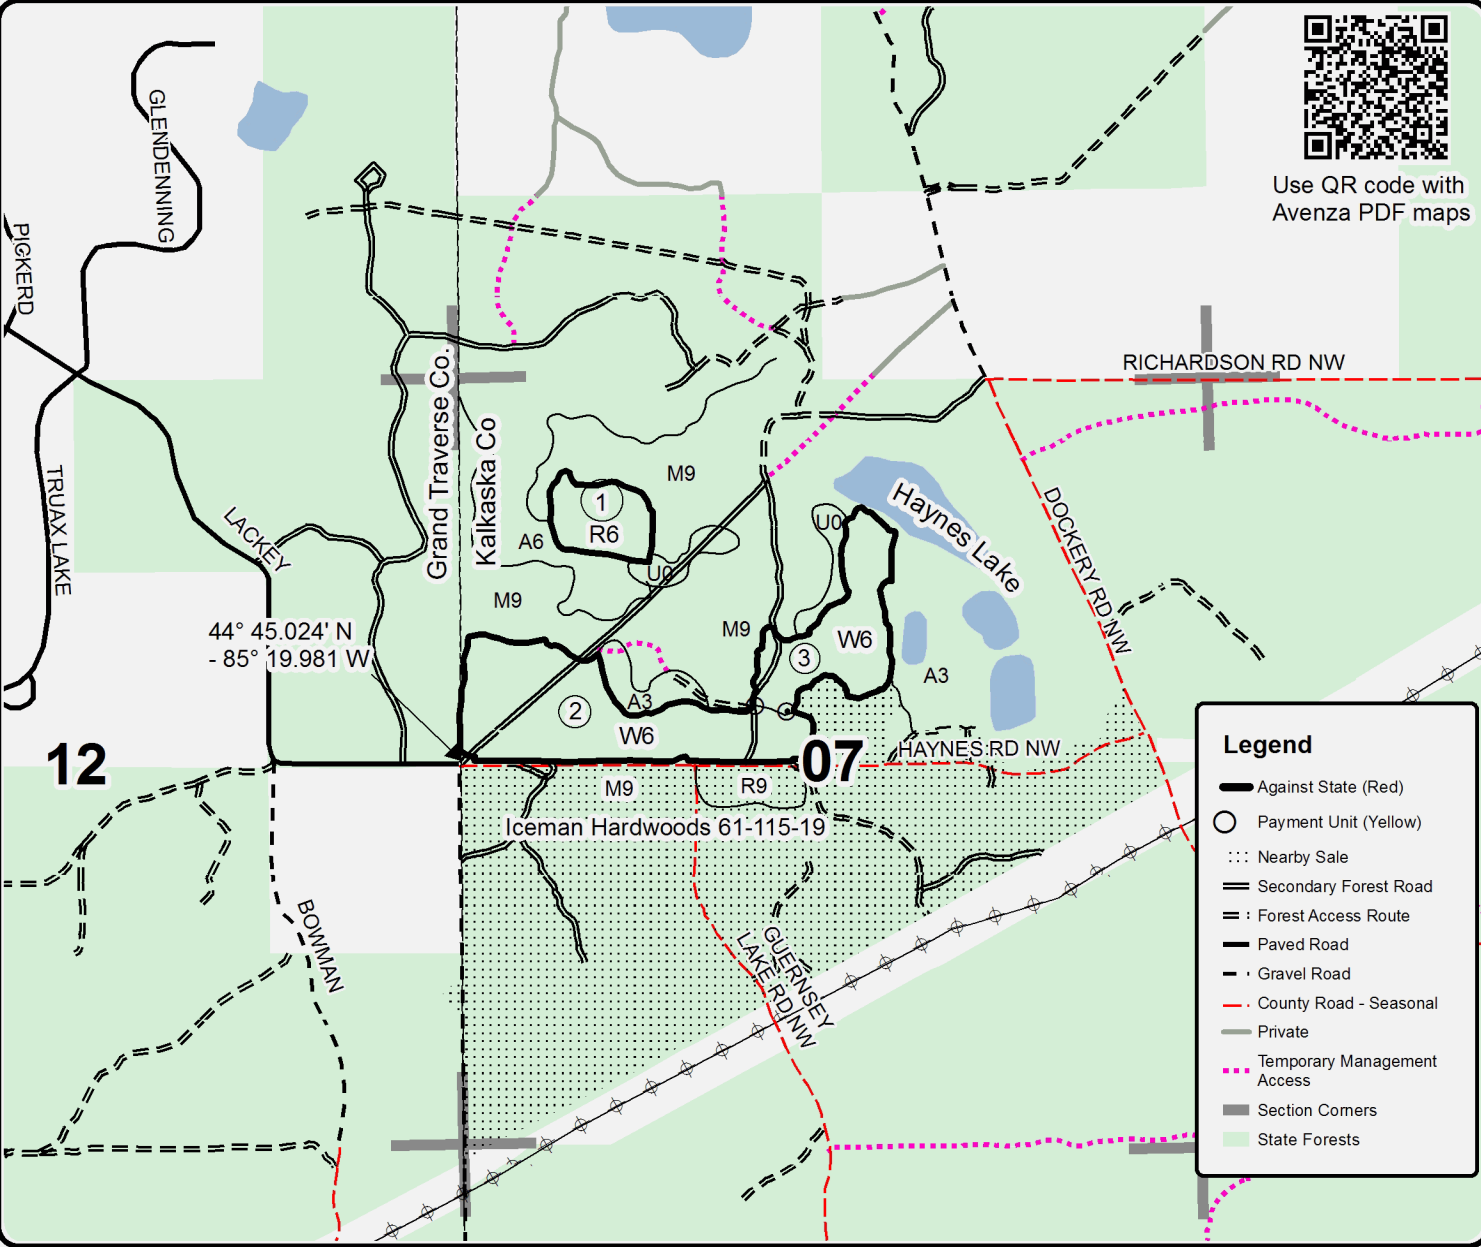 Use QR code with
Avenza PDF maps
GLENDENNING
PICKERD
RICHARDSON RD NW
Grand Traverse Co.
Kalkaska Co
TRUAX LAKE
LACKEY
M9
1
R6
A6
U0
U0
Haynes Lake
DOCKERY RD NW
M9
M9
W6
3
A3
44° 45.024' N
- 85° 19.981 W
2
A3
W6
12
07
HAYNES RD NW
M9
R9
Iceman Hardwoods 61-115-19
BOWMAN
GUERNSEY
LAKE RD NW
Legend
Against State (Red)
Payment Unit (Yellow)
Nearby Sale
Secondary Forest Road
Forest Access Route
Paved Road
Gravel Road
County Road - Seasonal
Private
Temporary Management
Access
Section Corners
State Forests